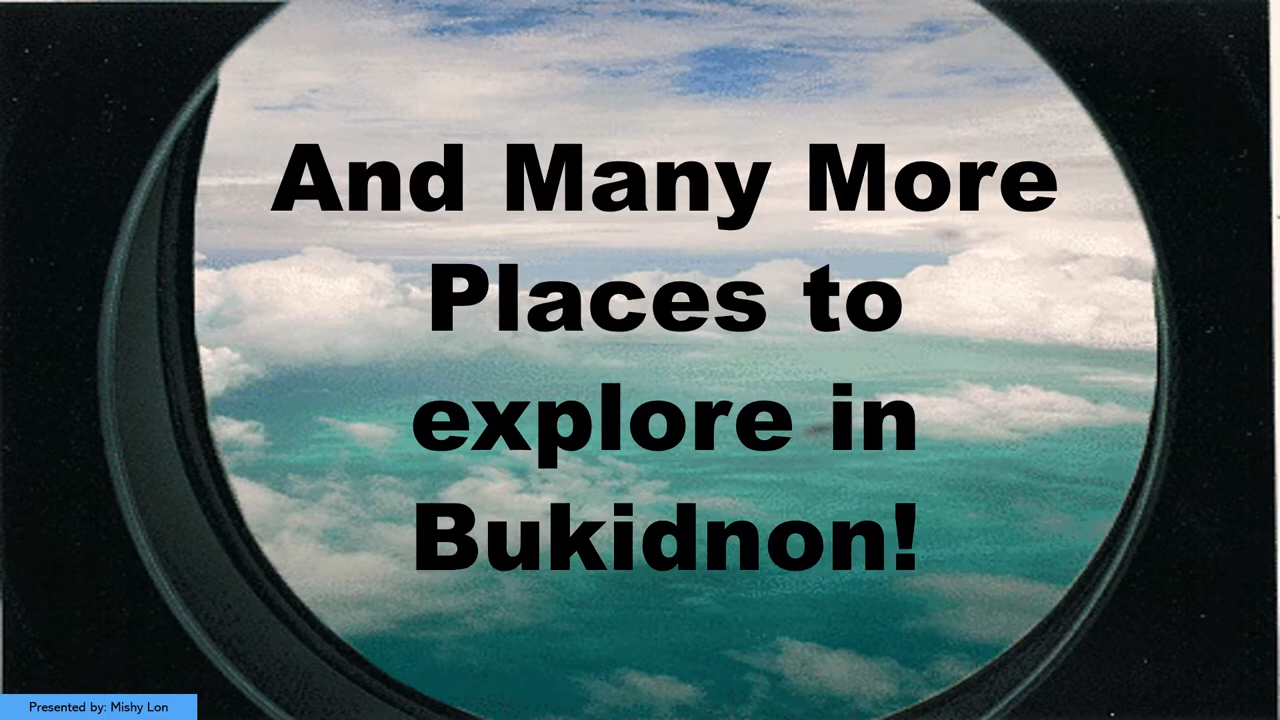 And Many More
Places to
explore in
Bukidnon!
Presented by: Mishy Lon